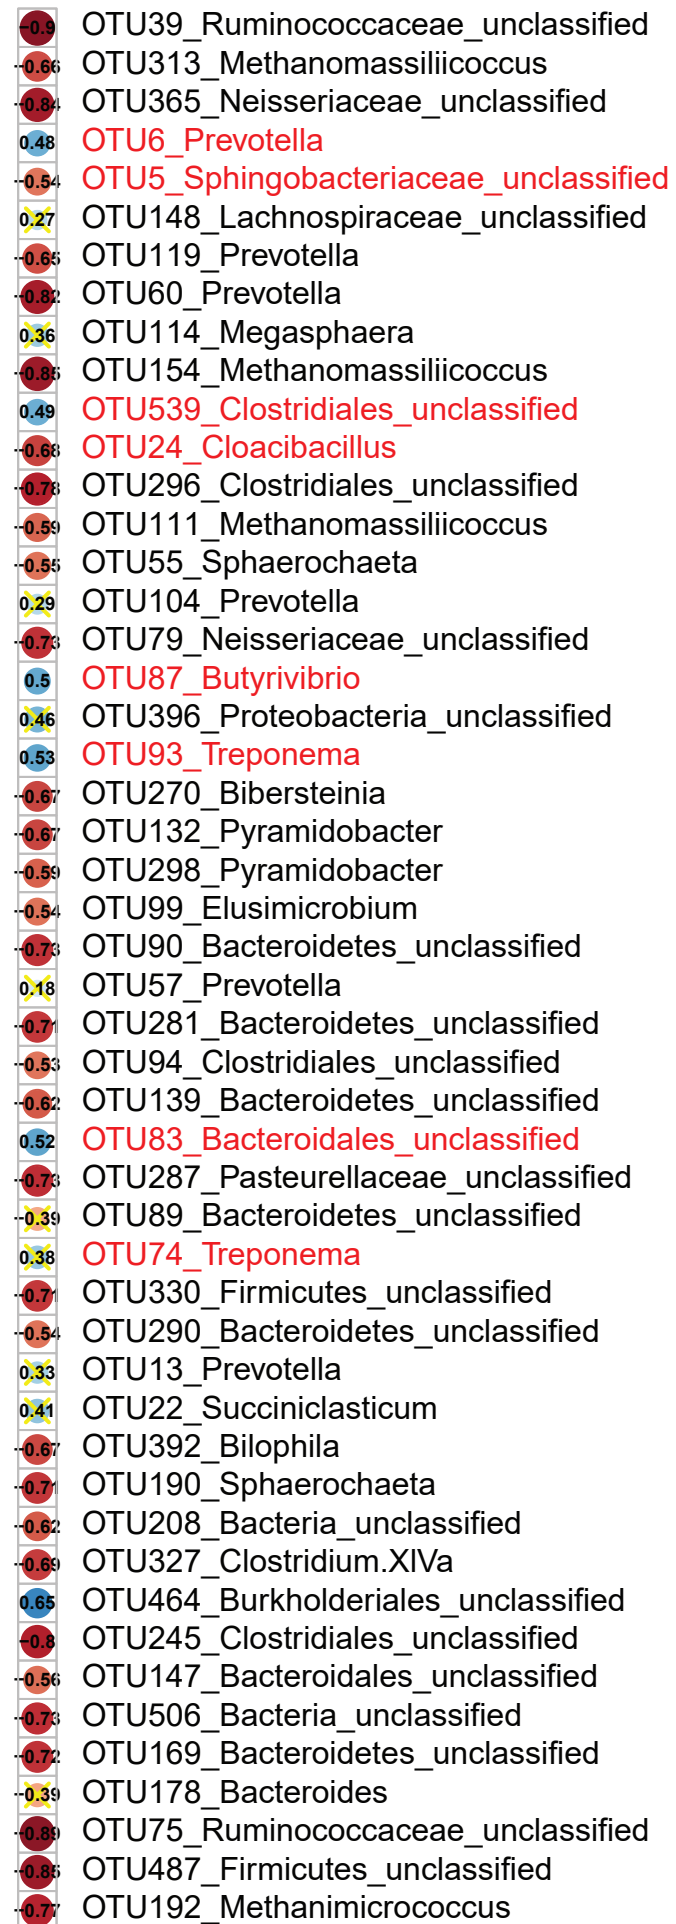 -0.9 OTU39_Ruminococcaceae_unclassified
-0.66 OTU313_Methanomassiliicoccus
-0.84 OTU365_Neisseriaceae_unclassified
0.48 OTU6_Prevotella
-0.54 OTU5_Sphingobacteriaceae_unclassified
0.27 OTU148_Lachnospiraceae_unclassified
-0.65 OTU119_Prevotella
-0.82 OTU60_Prevotella
0.36 OTU114_Megasphaera
-0.85 OTU154_Methanomassiliicoccus
0.49 OTU539_Clostridiales_unclassified
-0.68 OTU24_Cloacibacillus
-0.78 OTU296_Clostridiales_unclassified
-0.59 OTU111_Methanomassiliicoccus
-0.55 OTU55_Sphaerochaeta
0.29 OTU104_Prevotella
-0.73 OTU79_Neisseriaceae_unclassified
0.5 OTU87_Butyrivibrio
0.46 OTU396_Proteobacteria_unclassified
0.53 OTU93_Treponema
-0.67 OTU270_Bibersteinia
-0.67 OTU132_Pyramidobacter
-0.59 OTU298_Pyramidobacter
-0.54 OTU99_Elusimicrobium
-0.73 OTU90_Bacteroidetes_unclassified
0.18 OTU57_Prevotella
-0.71 OTU281_Bacteroidetes_unclassified
-0.53 OTU94_Clostridiales_unclassified
-0.62 OTU139_Bacteroidetes_unclassified
0.52 OTU83_Bacteroidales_unclassified
-0.73 OTU287_Pasteurellaceae_unclassified
-0.39 OTU89_Bacteroidetes_unclassified
0.38 OTU74_Treponema
-0.71 OTU330_Firmicutes_unclassified
-0.54 OTU290_Bacteroidetes_unclassified
0.33 OTU13_Prevotella
0.41 OTU22_Succiniclasticum
-0.67 OTU392_Bilophila
-0.71 OTU190_Sphaerochaeta
-0.62 OTU208_Bacteria_unclassified
-0.69 OTU327_Clostridium.XIVa
0.65 OTU464_Burkholderiales_unclassified
-0.8 OTU245_Clostridiales_unclassified
-0.56 OTU147_Bacteroidales_unclassified
-0.73 OTU506_Bacteria_unclassified
-0.72 OTU169_Bacteroidetes_unclassified
-0.39 OTU178_Bacteroides
-0.89 OTU75_Ruminococcaceae_unclassified
-0.85 OTU487_Firmicutes_unclassified
-0.77 OTU192_Methanimicrococcus